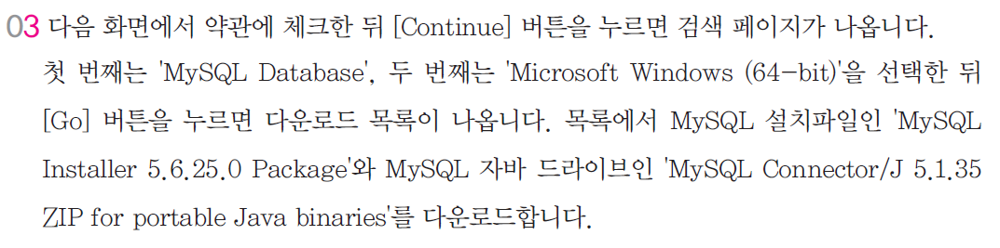 03 다음 화면에서 약관에 체크한 뒤 [Continue] 버튼을 누르면 검색 페이지가 나옵니다.
첫 번째는 'MySQL Database', 두 번째는 'Microsoft Windows (64-bit)'을 선택한 뒤
[Go] 버튼을 누르면 다운로드 목록이 나옵니다. 목록에서 MySQL 설치파일인 'MySQL
Installer 5.6.25.0 Package'와 MySQL 자바 드라이브인 'MySQL Connector/J 5.1.35
ZIP for portable Java binaries'를 다운로드합니다.